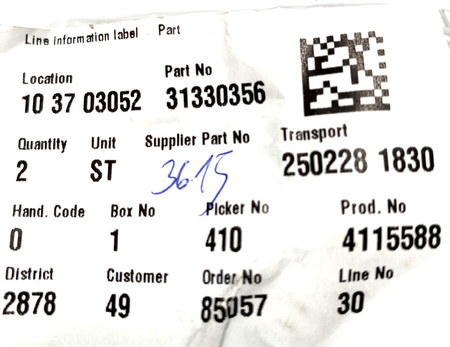 Line information label Part
Location Part No
10 37 03052 31330356
Quantity Unit Supplier Part No Transport
2 ST 3615 250228 1830
Hand. Code Box No Picker No Prod. No
0 1 410 4115588
District Customer Order No Line No
2878 49 85057 30